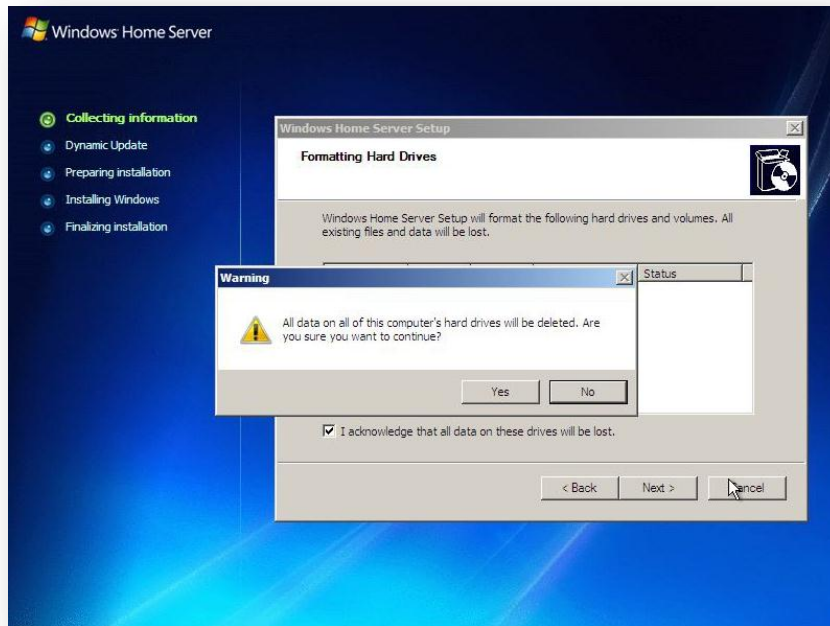 Windows Home Server
Collecting information
Dynamic Update
Preparing installation
Installing Windows
Finalizing installation
Windows Home Server Setup
Formatting Hard Drives
Windows Home Server Setup will format the following hard drives and volumes. All
existing files and data will be lost.
Status
Warning
All data on all of this computer's hard drives will be deleted. Are
you sure you want to continue?
Yes
No
I acknowledge that all data on these drives will be lost.
< Back
Next >
Cancel